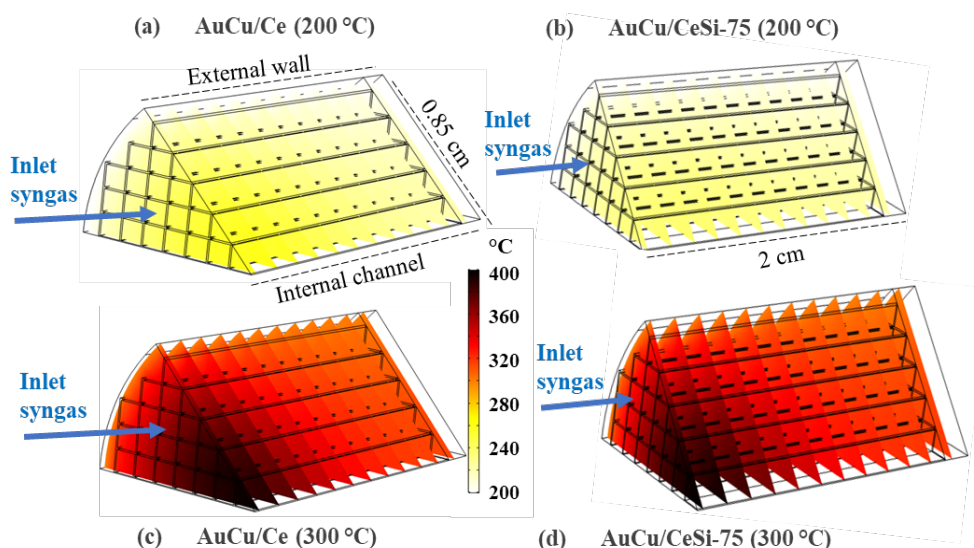 (a) AuCu/Ce (200 °C)
(b) AuCu/CeSi-75 (200 °C)
External wall
0.85 cm
Inlet
syngas
Inlet
syngas
Internal channel
2 cm
°C
400
360
320
280
240
200
Inlet
syngas
Inlet
syngas
(c) AuCu/Ce (300 °C)
(d) AuCu/CeSi-75 (300 °C)